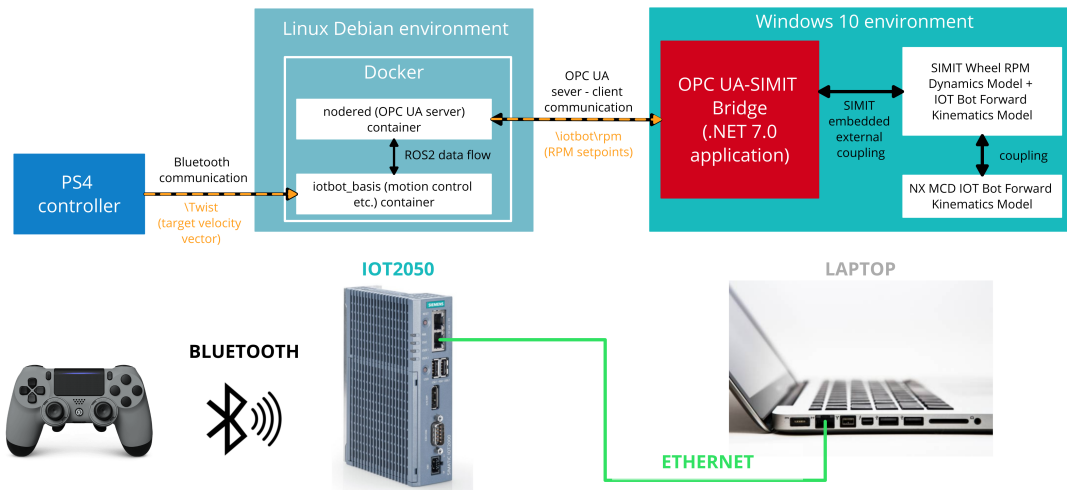 Linux Debian environment
Docker
nodered (OPC UA server)
container
ROS2 data flow
iotbot_basis (motion control
etc.) container
PS4
controller
Bluetooth
communication
\Twist
(target velocity
vector)
OPC UA
sever - client
communication
\iotbot\rpm
(RPM setpoints)
Windows 10 environment
OPC UA-SIMIT
Bridge
(.NET 7.0
application)
SIMIT
embedded
external
coupling
SIMIT Wheel RPM
Dynamics Model +
IOT Bot Forward
Kinematics Model
coupling
NX MCD IOT Bot Forward
Kinematics Model
IOT2050
LAPTOP
SIEMENS
BLUETOOTH
ETHERNET